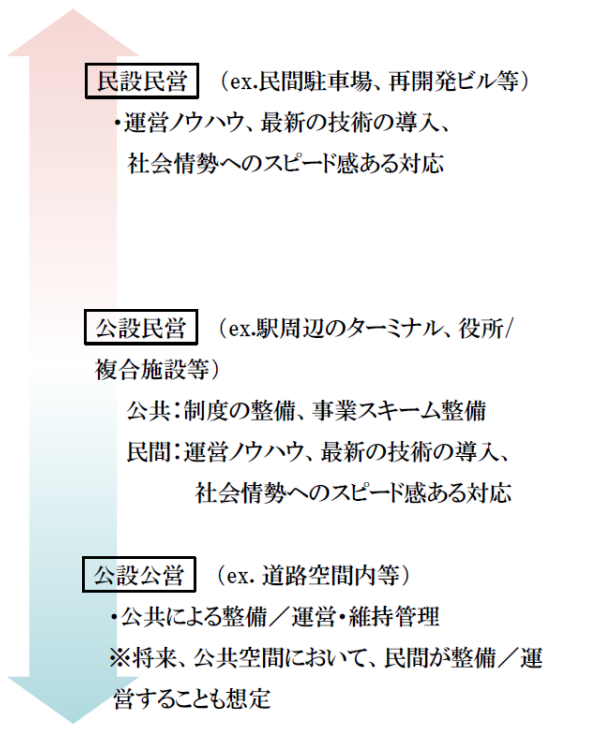 民設民営 （ex.民間駐車場、再開発ビル等）
・運営ノウハウ、最新の技術の導入、
社会情勢へのスピード感ある対応
公設民営 （ex.駅周辺のターミナル、役所/
複合施設等）
公共：制度の整備、事業スキーム整備
民間：運営ノウハウ、最新の技術の導入、
社会情勢へのスピード感ある対応
公設公営 （ex. 道路空間内等）
・公共による整備／運営・維持管理
※将来、公共空間において、民間が整備／運
営することも想定